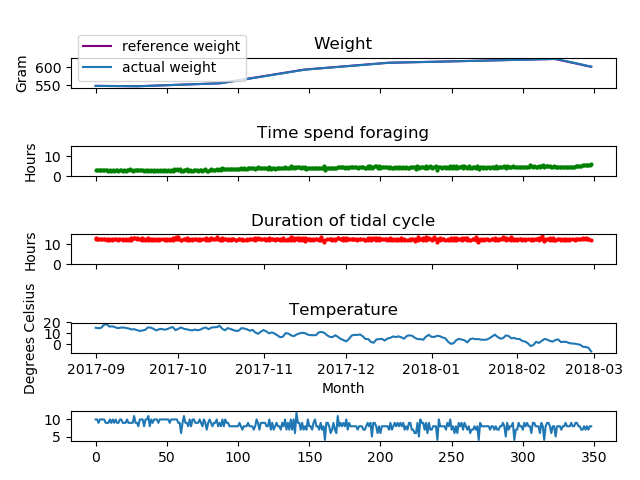 Weight
reference weight
actual weight
Gram
600
550
Time spend foraging
Hours
10
0
Duration of tidal cycle
Hours
10
0
Temperature
Degrees Celsius
20
10
0
2017-09 2017-10 2017-11 2017-12 2018-01 2018-02 2018-03
Month
10
5
0 50 100 150 200 250 300 350